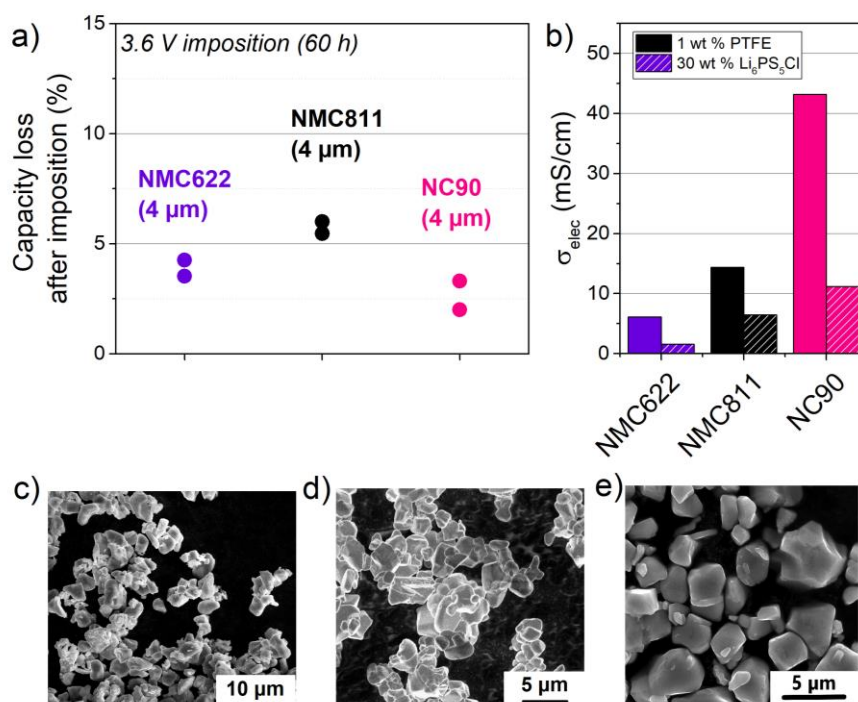 a)
3.6 V imposition (60 h)
Capacity loss
after imposition (%)
15
10
5
0
NMC622
(4 µm)
NMC811
(4 µm)
NC90
(4 µm)
b)
1 wt % PTFE
30 wt % Li₆PS₅Cl
σelec (mS/cm)
50
40
30
20
10
0
NMC622
NMC811
NC90
c)
10 µm
d)
5 µm
e)
5 µm